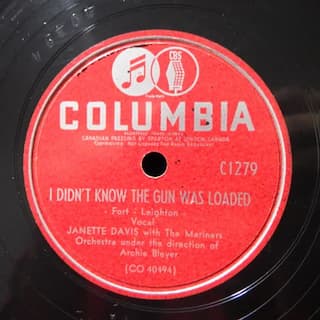 CBS
Trade Mark
COLUMBIA
CANADIAN PRESSING BY SPARTON AT LONDON, CANADA
C1279
I DIDN'T KNOW THE GUN WAS LOADED
- Fort - Leighton -
Vocal
JANETTE DAVIS with The Mariners
Orchestra under the direction of
Archie Bleyer
(CO 40494)